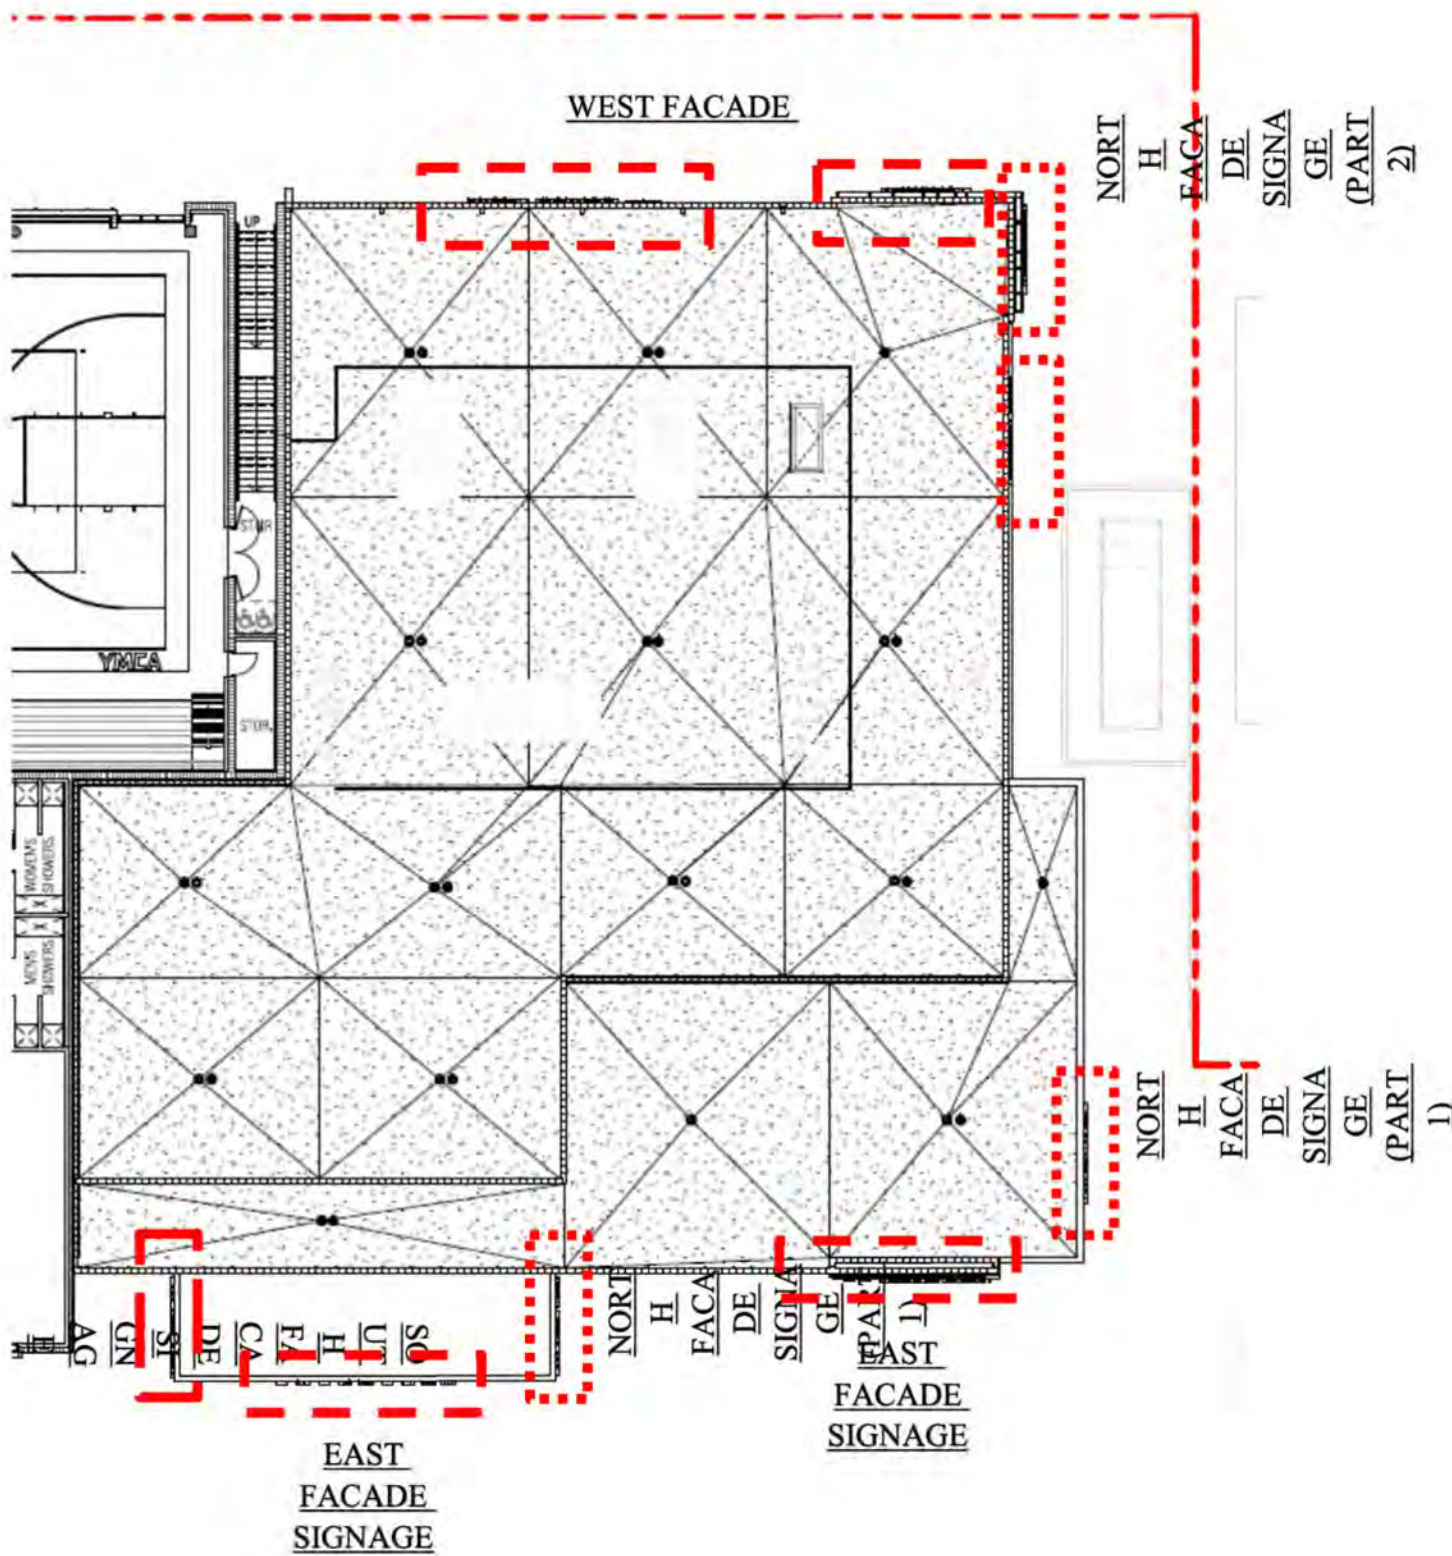 WEST FACADE
NORT
H
FACA
DE
SIGNA
GE
(PART
2)
UP
STAIR
YMCA
STOR.
WOMEN'S
SHOWERS
MEN'S
SHOWERS
NORT
H
FACA
DE
SIGNA
GE
(PART
1)
SO
UT
H
FA
CA
DE
SI
GN
AG
E
NORT
H
FACA
DE
SIGNA
GE
(PART
1)
EAST
FACADE
SIGNAGE
EAST
FACADE
SIGNAGE